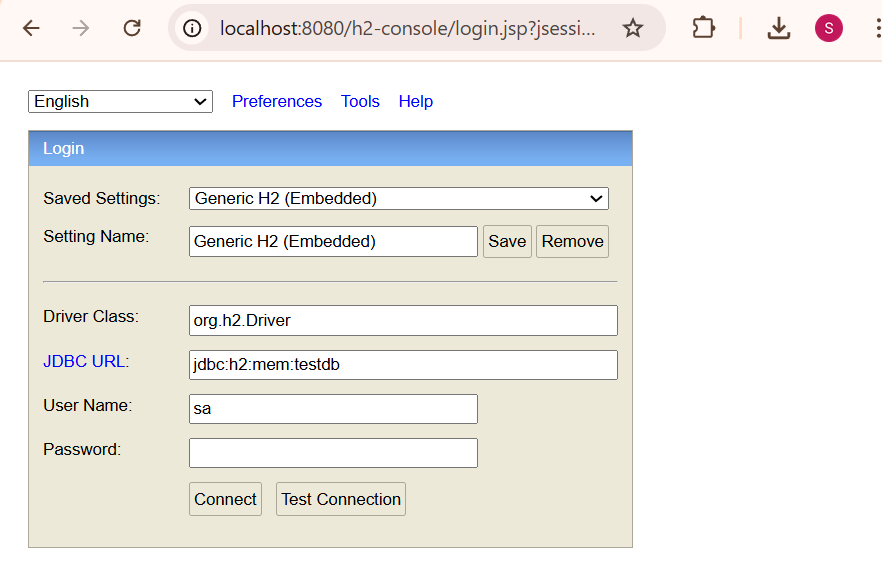 localhost:8080/h2-console/login.jsp?jsessi...
S
English Preferences Tools Help
Login
Saved Settings: Generic H2 (Embedded)
Setting Name: Generic H2 (Embedded) Save Remove
Driver Class: org.h2.Driver
JDBC URL: jdbc:h2:mem:testdb
User Name: sa
Password:
Connect Test Connection